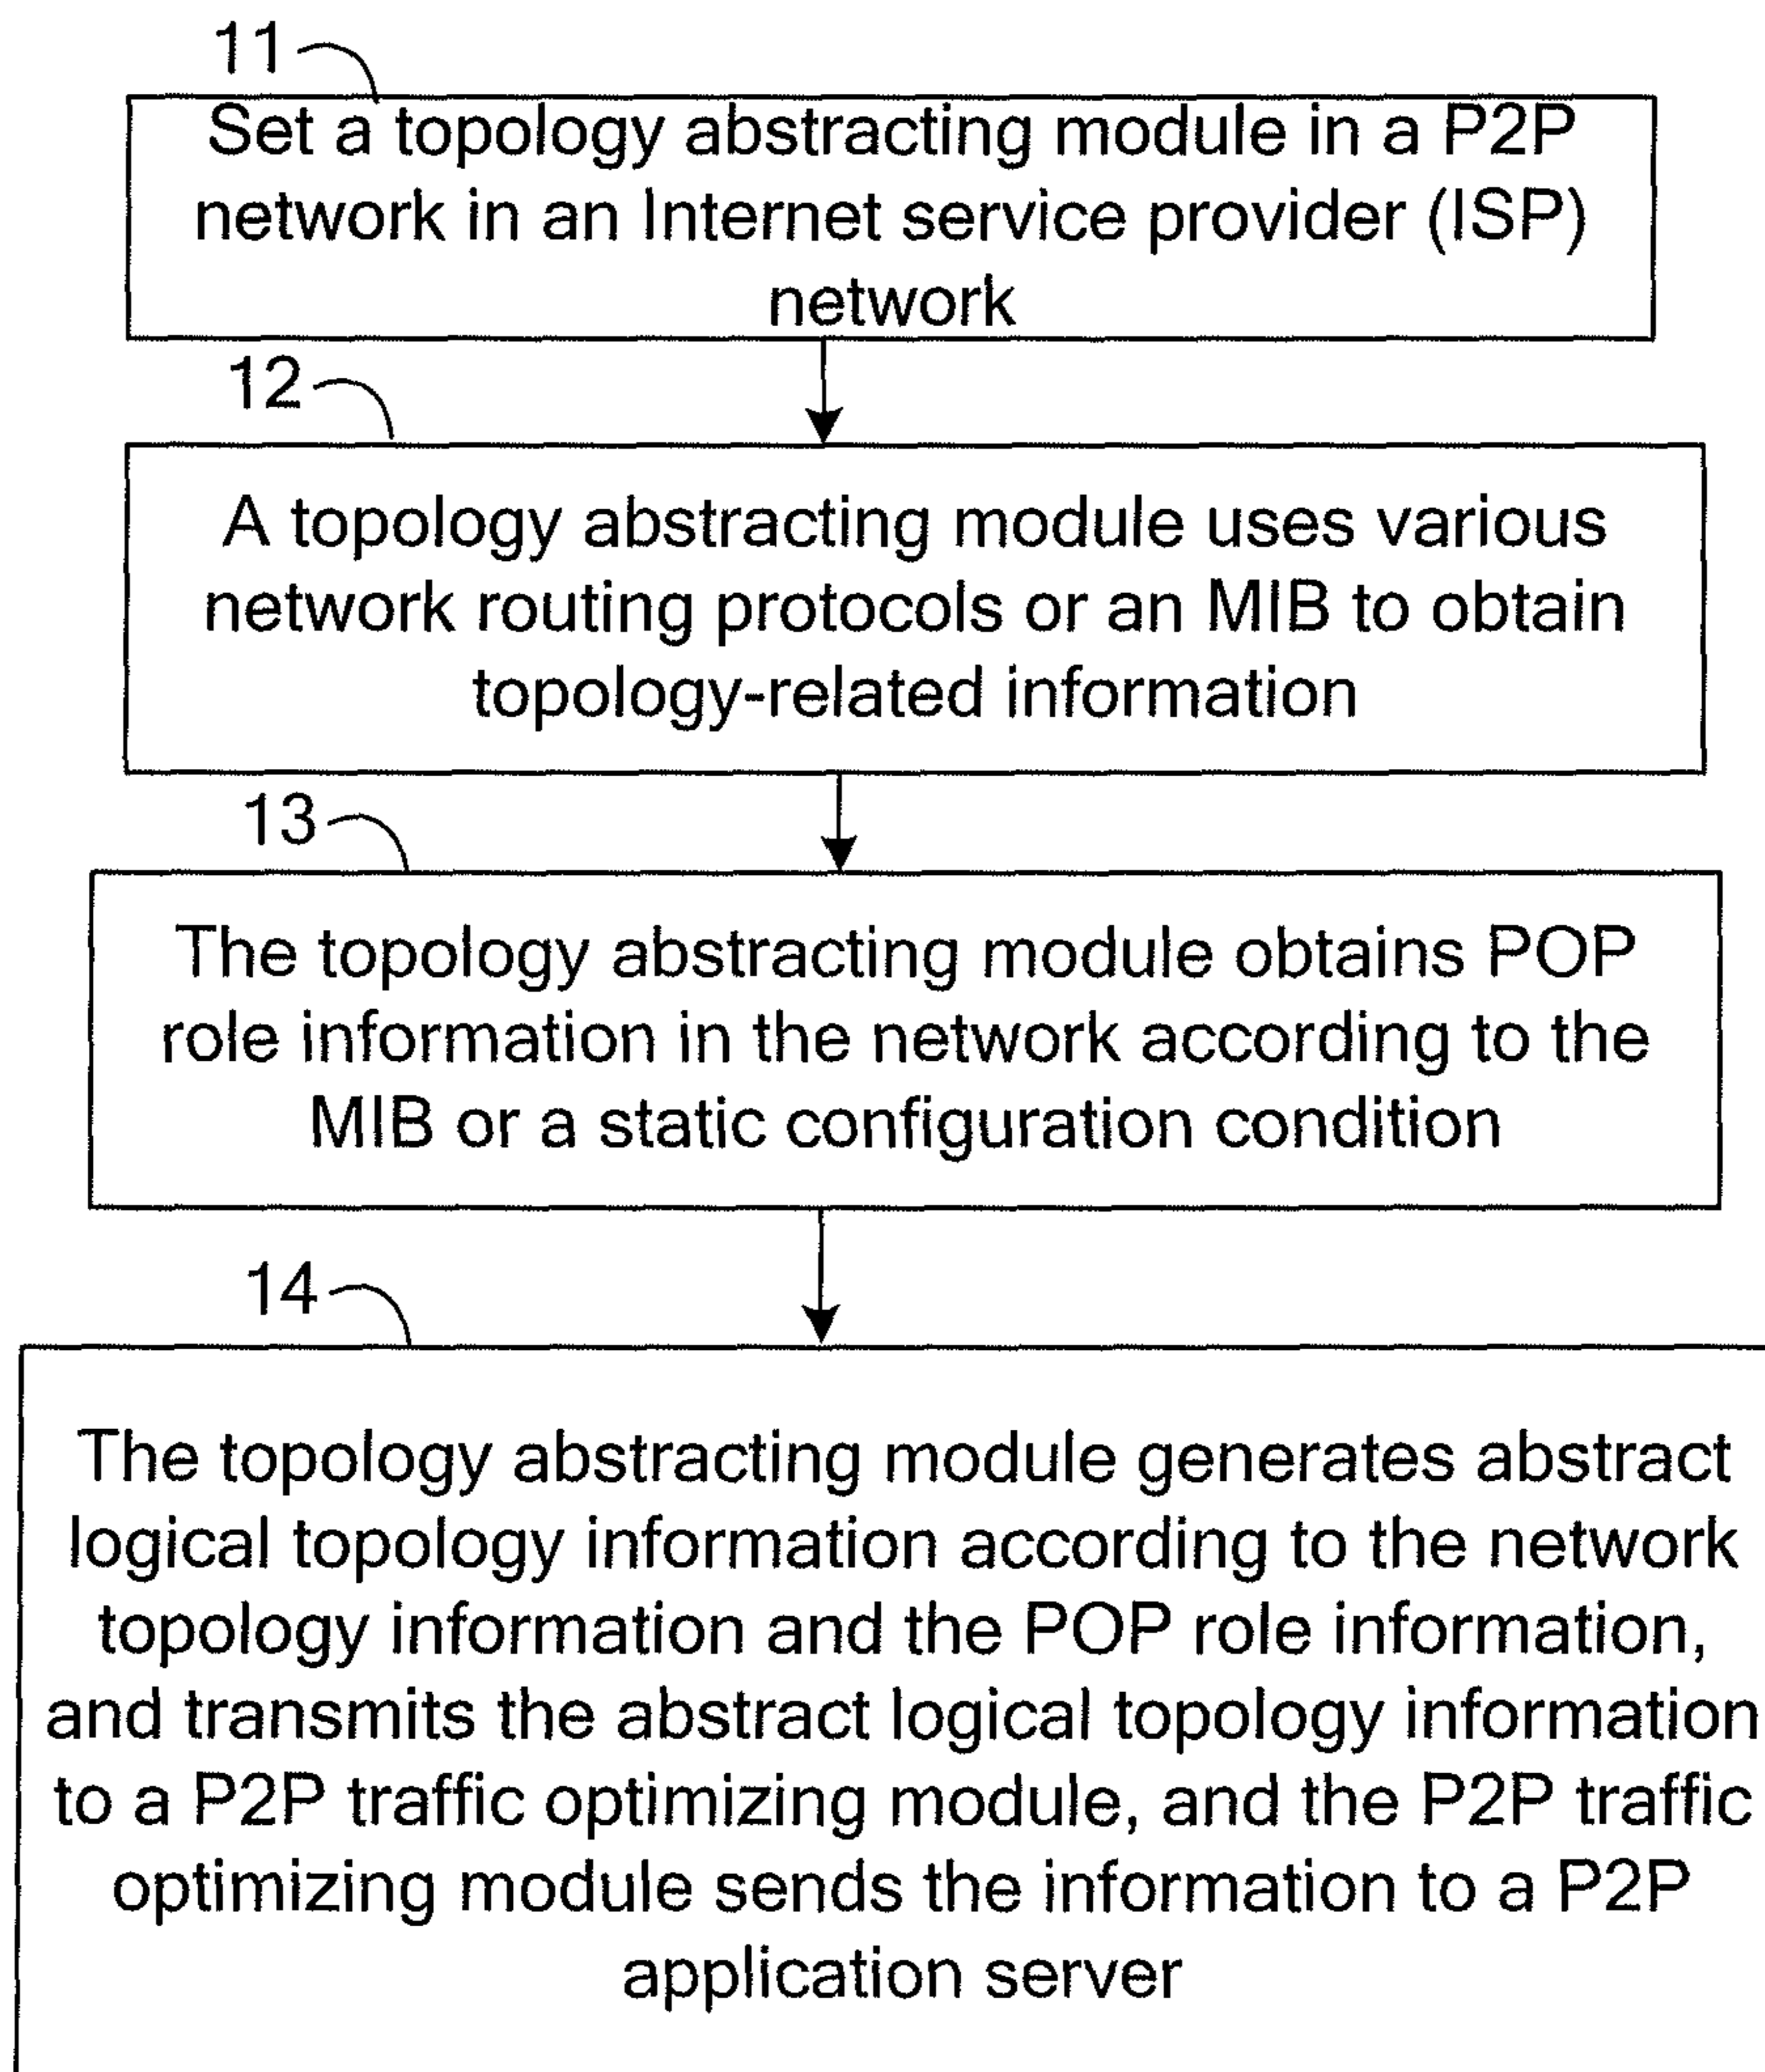 11
Set a topology abstracting module in a P2P
network in an Internet service provider (ISP)
network
12
A topology abstracting module uses various
network routing protocols or an MIB to obtain
topology-related information
13
The topology abstracting module obtains POP
role information in the network according to the
MIB or a static configuration condition
14
The topology abstracting module generates abstract
logical topology information according to the network
topology information and the POP role information,
and transmits the abstract logical topology information
to a P2P traffic optimizing module, and the P2P traffic
optimizing module sends the information to a P2P
application server